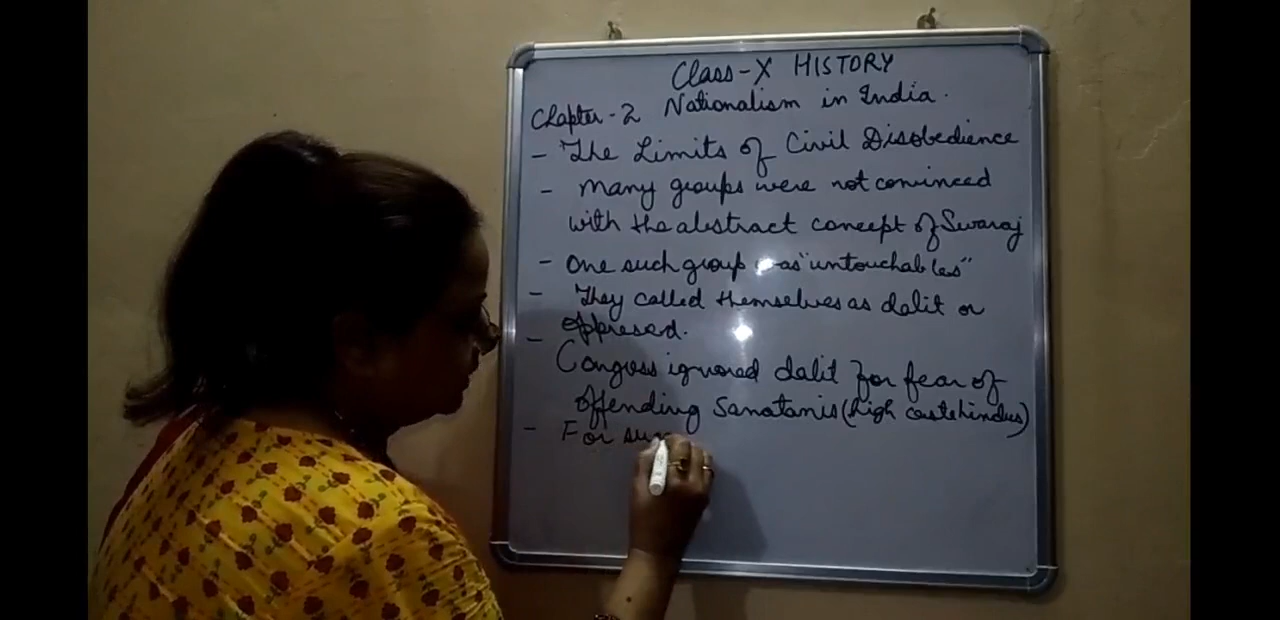 Class-X HISTORY
Chapter-2 Nationalism in India.
- The Limits of Civil Disobedience
- Many groups were not convinced
with the abstract concept of Swaraj
- One such group was "untouchables"
- They called themselves as dalit or
- oppresed.
Congress ignored dalit for fear of
offending Sanatanis (high caste hindus)
- For